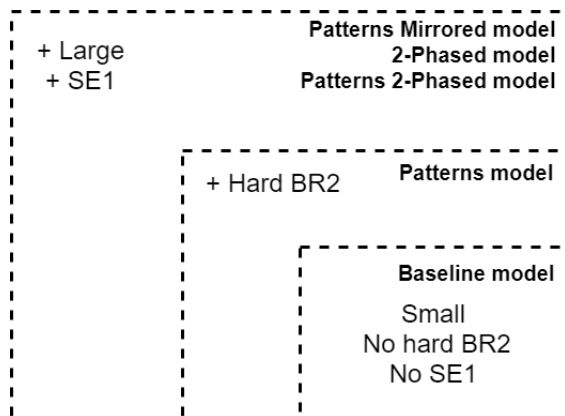 + Large
+ SE1
Patterns Mirrored model
2-Phased model
Patterns 2-Phased model
+ Hard BR2
Patterns model
Baseline model
Small
No hard BR2
No SE1